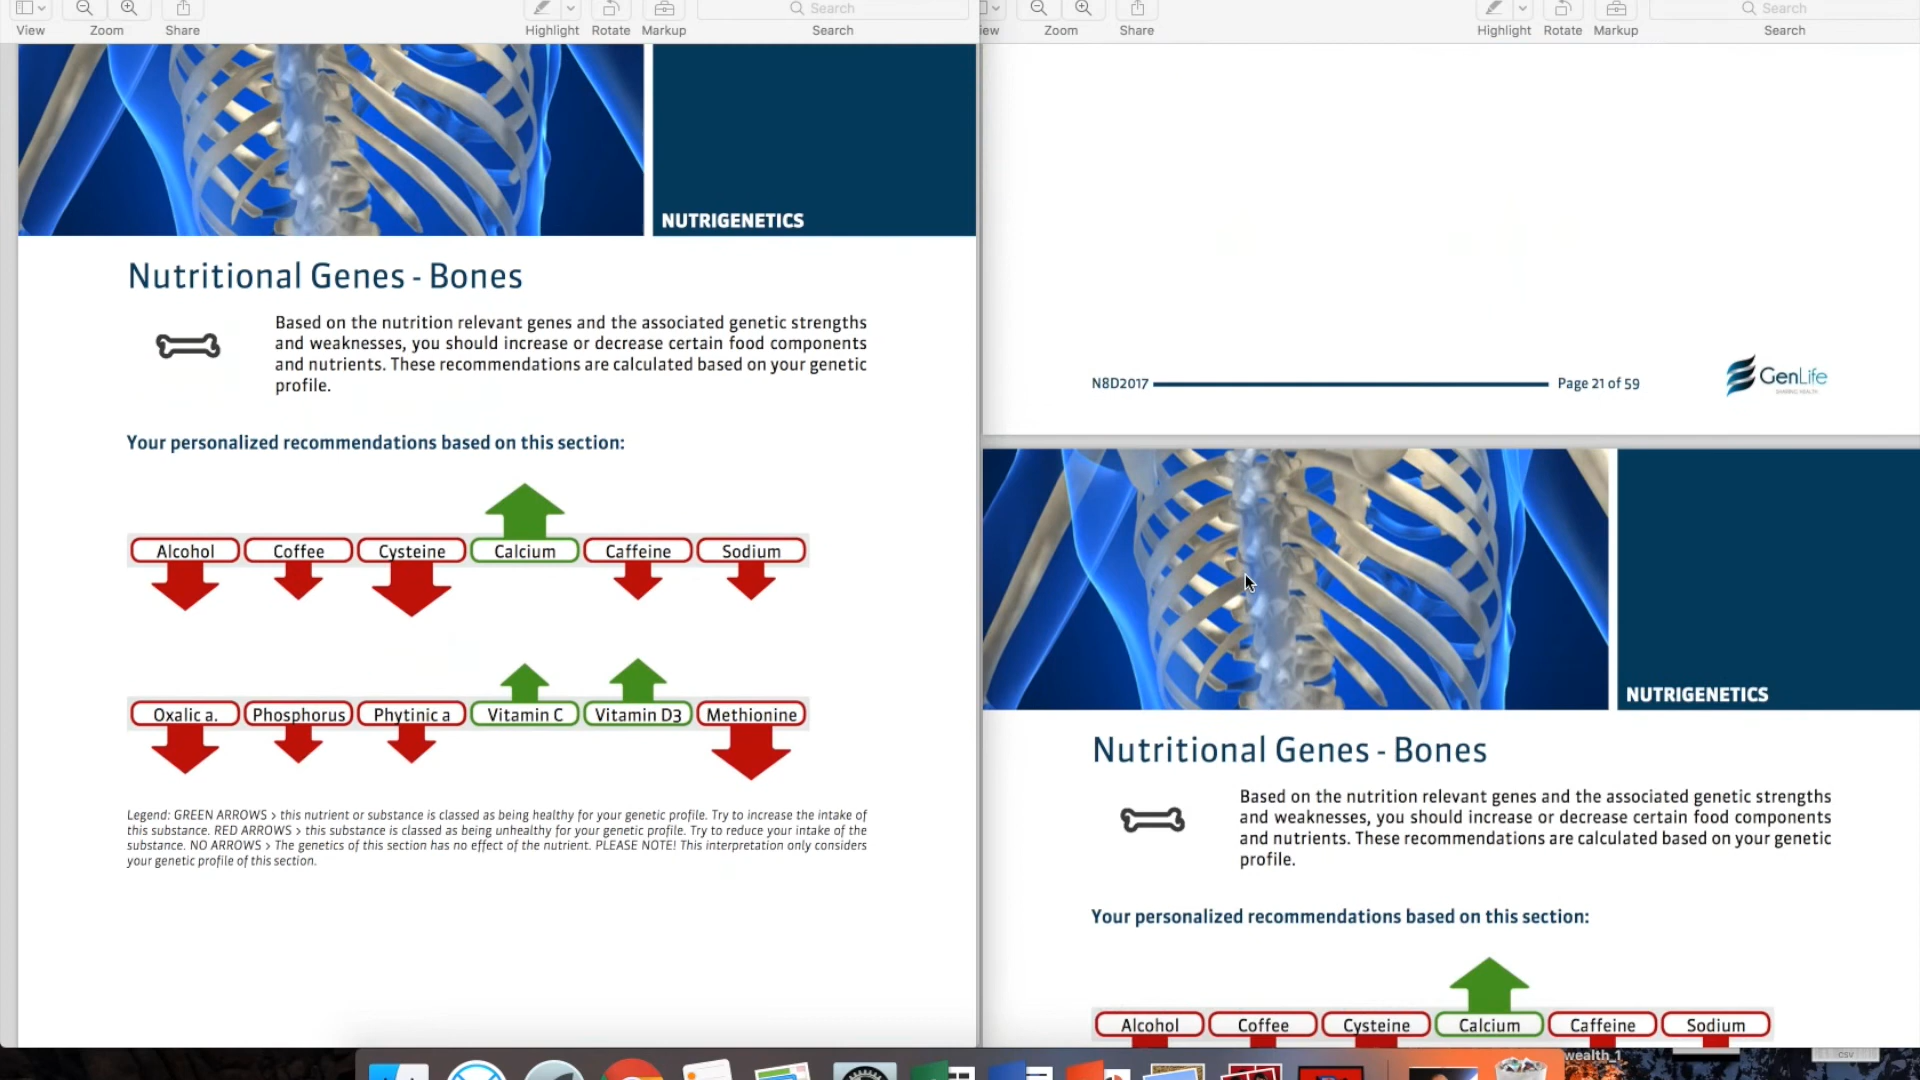 View
Zoom
Share
Highlight
Rotate
Markup
Search
Search
NUTRIGENETICS
Nutritional Genes - Bones
Based on the nutrition relevant genes and the associated genetic strengths
and weaknesses, you should increase or decrease certain food components
and nutrients. These recommendations are calculated based on your genetic
profile.
Your personalized recommendations based on this section:
Alcohol
Coffee
Cysteine
Calcium
Caffeine
Sodium
Oxalic a.
Phosphorus
Phytinic a
Vitamin C
Vitamin D3
Methionine
Legend: GREEN ARROWS > this nutrient or substance is classed as being healthy for your genetic profile. Try to increase the intake of
this substance. RED ARROWS > this substance is classed as being unhealthy for your genetic profile. Try to reduce your intake of the
substance. NO ARROWS > The genetics of this section has no effect of the nutrient. PLEASE NOTE! This interpretation only considers
your genetic profile of this section.
iew
Zoom
Share
Highlight
Rotate
Markup
Search
Search
N8D2017
Page 21 of 59
GenLife
NUTRIGENETICS
Nutritional Genes - Bones
Based on the nutrition relevant genes and the associated genetic strengths
and weaknesses, you should increase or decrease certain food components
and nutrients. These recommendations are calculated based on your genetic
profile.
Your personalized recommendations based on this section:
Alcohol
Coffee
Cysteine
Calcium
Caffeine
Sodium
wealth_1
csv